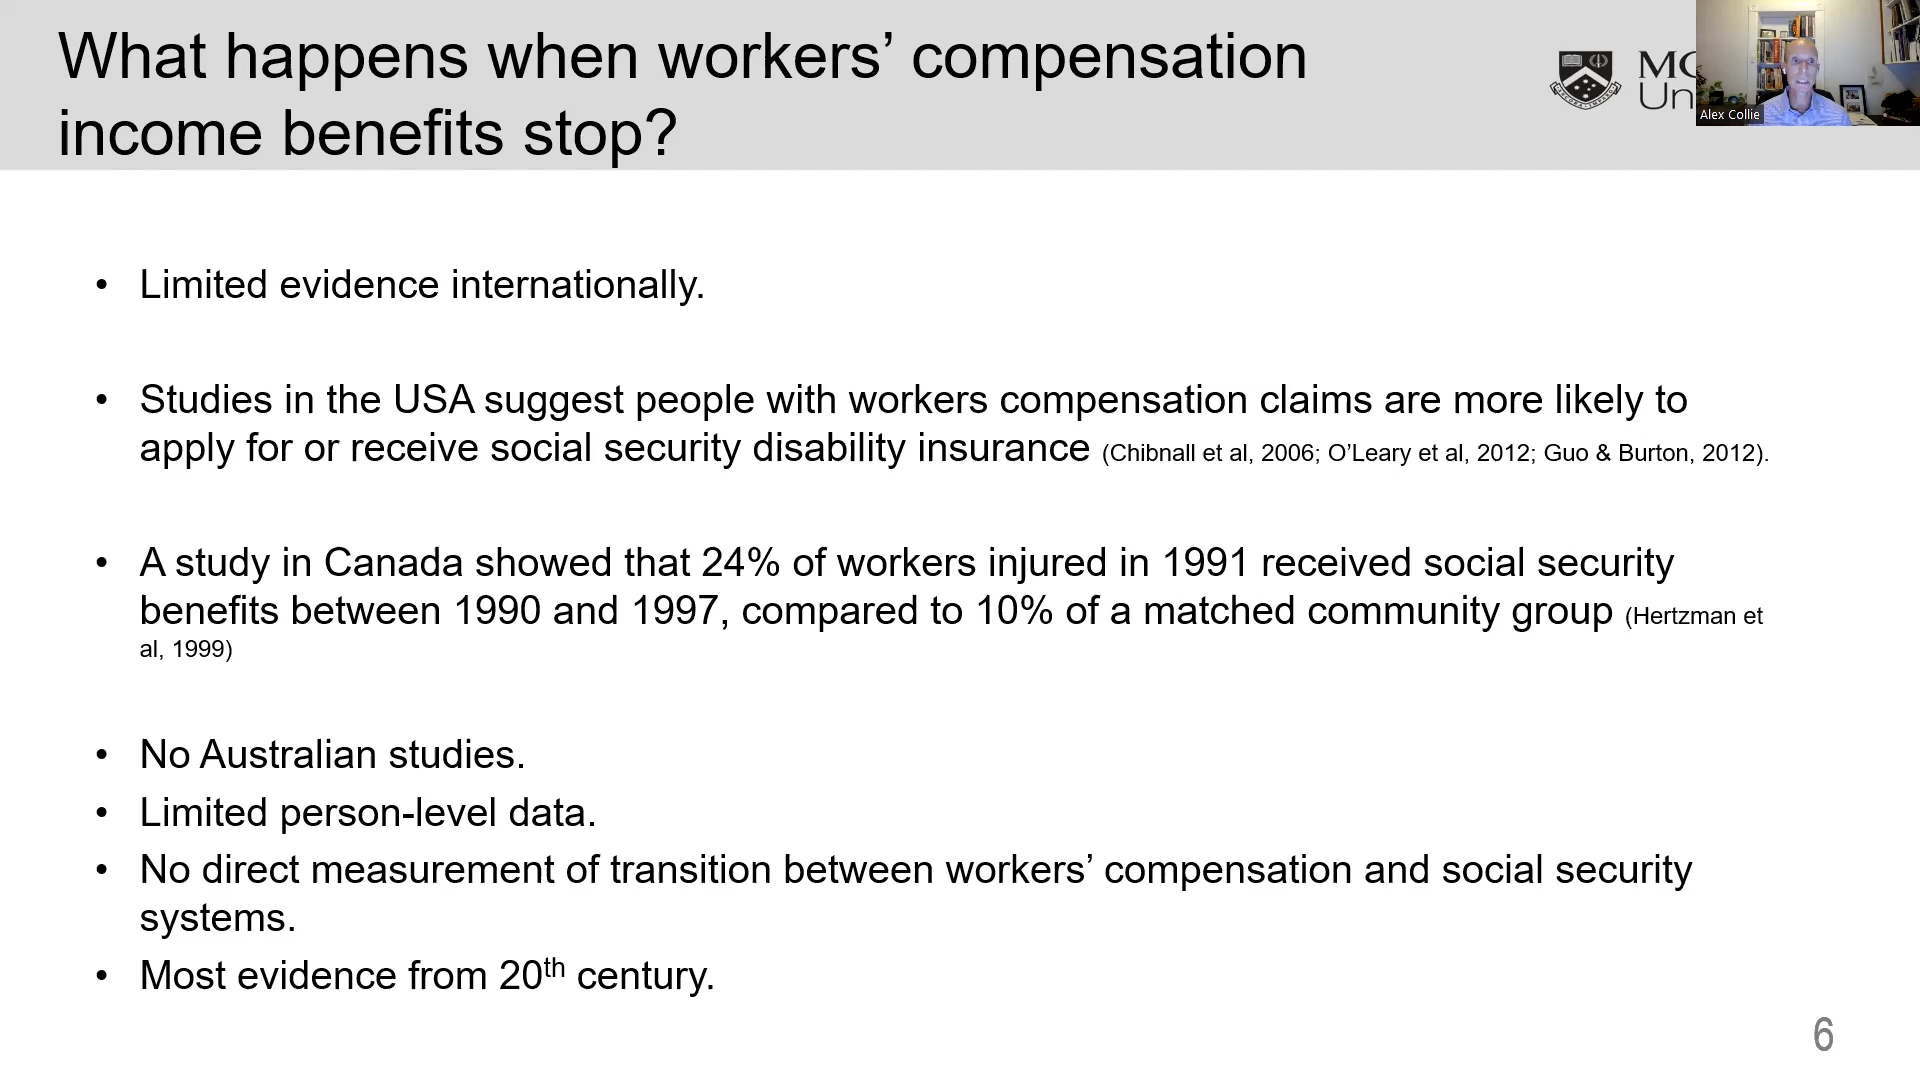 What happens when workers’ compensation
income benefits stop?
Un
Alex Collie
• Limited evidence internationally.
• Studies in the USA suggest people with workers compensation claims are more likely to
apply for or receive social security disability insurance (Chibnall et al, 2006; O’Leary et al, 2012; Guo & Burton, 2012).
• A study in Canada showed that 24% of workers injured in 1991 received social security
benefits between 1990 and 1997, compared to 10% of a matched community group (Hertzman et
al, 1999)
• No Australian studies.
• Limited person-level data.
• No direct measurement of transition between workers’ compensation and social security
systems.
• Most evidence from 20th century.
6